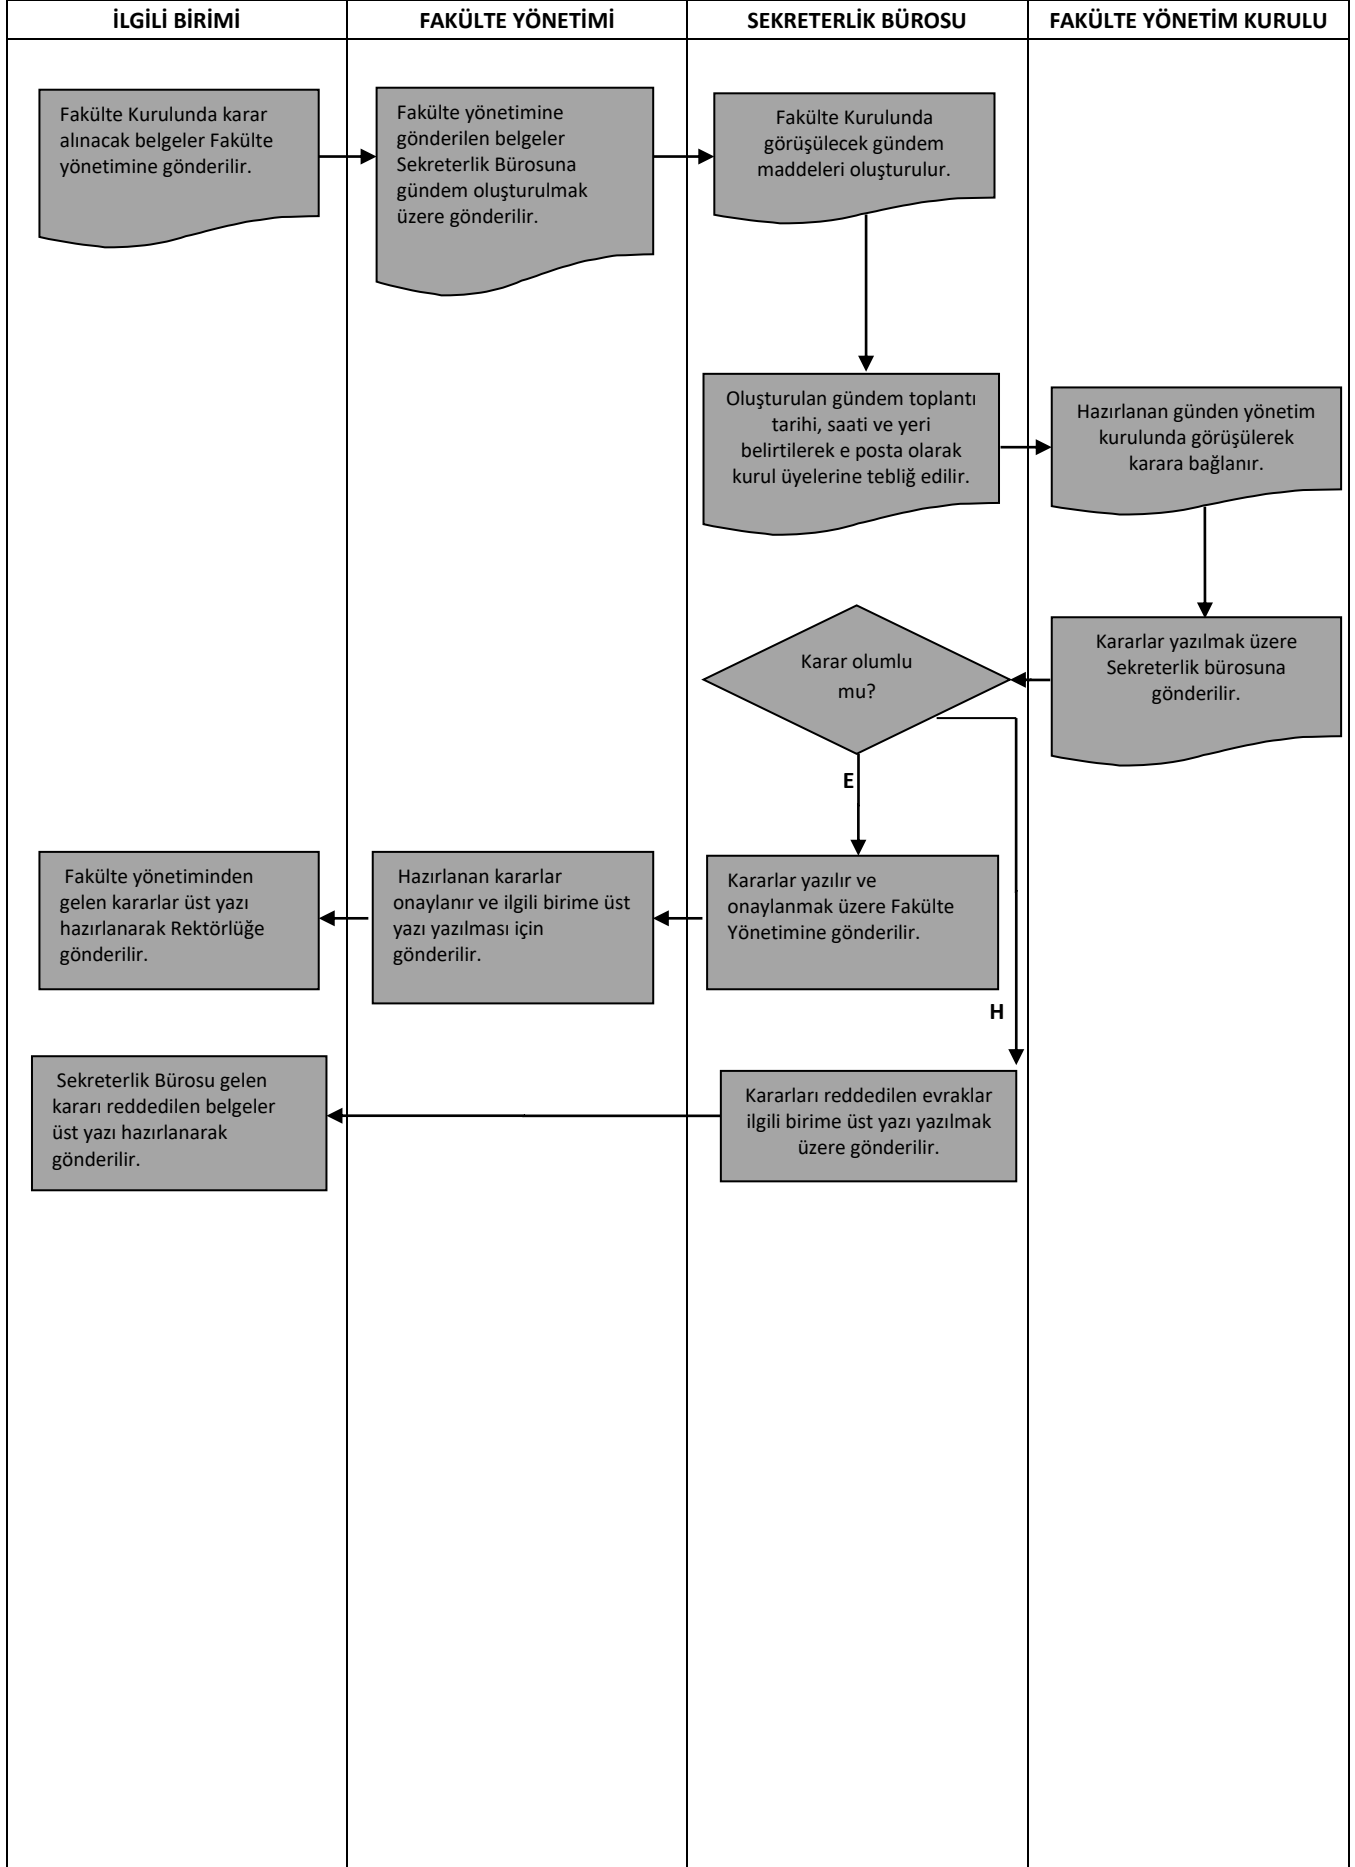 İLGİLİ BİRİMİ
FAKÜLTE YÖNETİMİ
SEKRETERLİK BÜROSU
FAKÜLTE YÖNETİM KURULU
Fakülte Kurulunda karar
alınacak belgeler Fakülte
yönetimine gönderilir.
Fakülte yönetimine
gönderilen belgeler
Sekreterlik Bürosuna
gündem oluşturulmak
üzere gönderilir.
Fakülte Kurulunda
görüşülecek gündem
maddeleri oluşturulur.
Oluşturulan gündem toplantı
tarihi, saati ve yeri
belirtilerek e posta olarak
kurul üyelerine tebliğ edilir.
Hazırlanan günden yönetim
kurulunda görüşülerek
karara bağlanır.
Karar olumlu
mu?
Kararlar yazılmak üzere
Sekreterlik bürosuna
gönderilir.
E
Fakülte yönetiminden
gelen kararlar üst yazı
hazırlanarak Rektörlüğe
gönderilir.
Hazırlanan kararlar
onaylanır ve ilgili birime üst
yazı yazılması için
gönderilir.
Kararlar yazılır ve
onaylanmak üzere Fakülte
Yönetimine gönderilir.
H
Sekreterlik Bürosu gelen
kararı reddedilen belgeler
üst yazı hazırlanarak
gönderilir.
Kararları reddedilen evraklar
ilgili birime üst yazı yazılmak
üzere gönderilir.